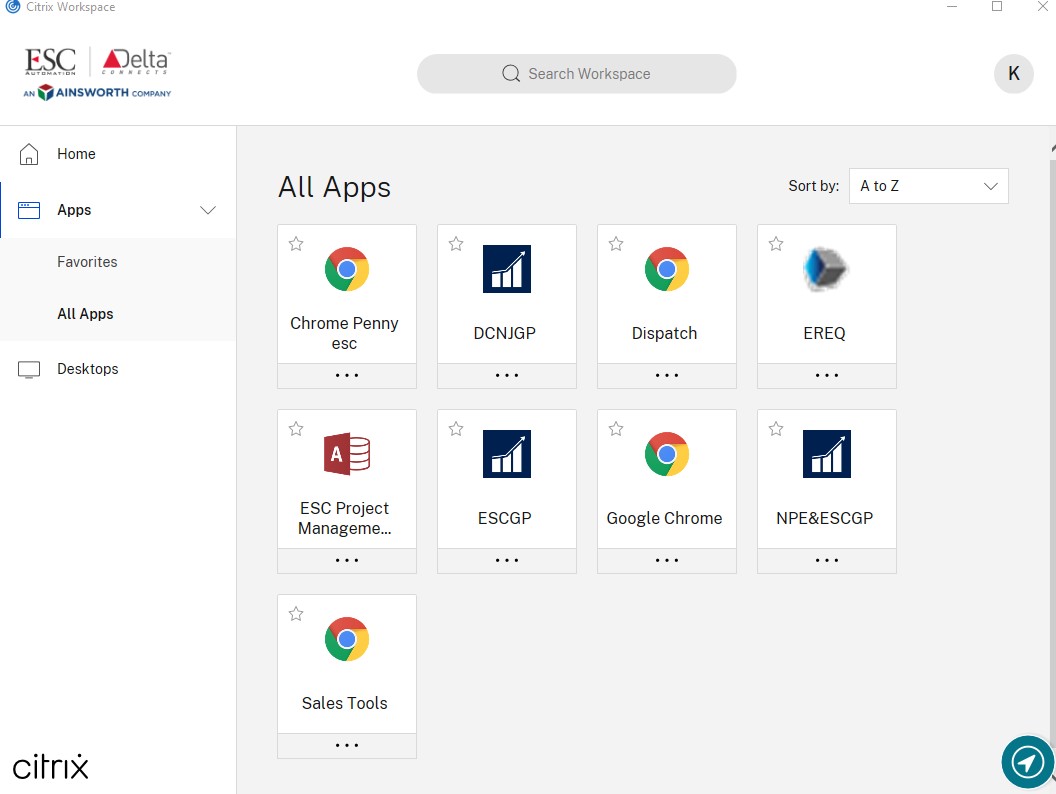 Citrix Workspace
ESC
AUTOMATION
Delta
CONNECTS
AN AINSWORTH COMPANY
Search Workspace
K
Home
Apps
Favorites
All Apps
Desktops
All Apps
Sort by:
A to Z
Chrome Penny
esc
DCNJGP
Dispatch
EREQ
A
ESC Project
Manageme...
ESCGP
Google Chrome
NPE&ESCGP
Sales Tools
citrix